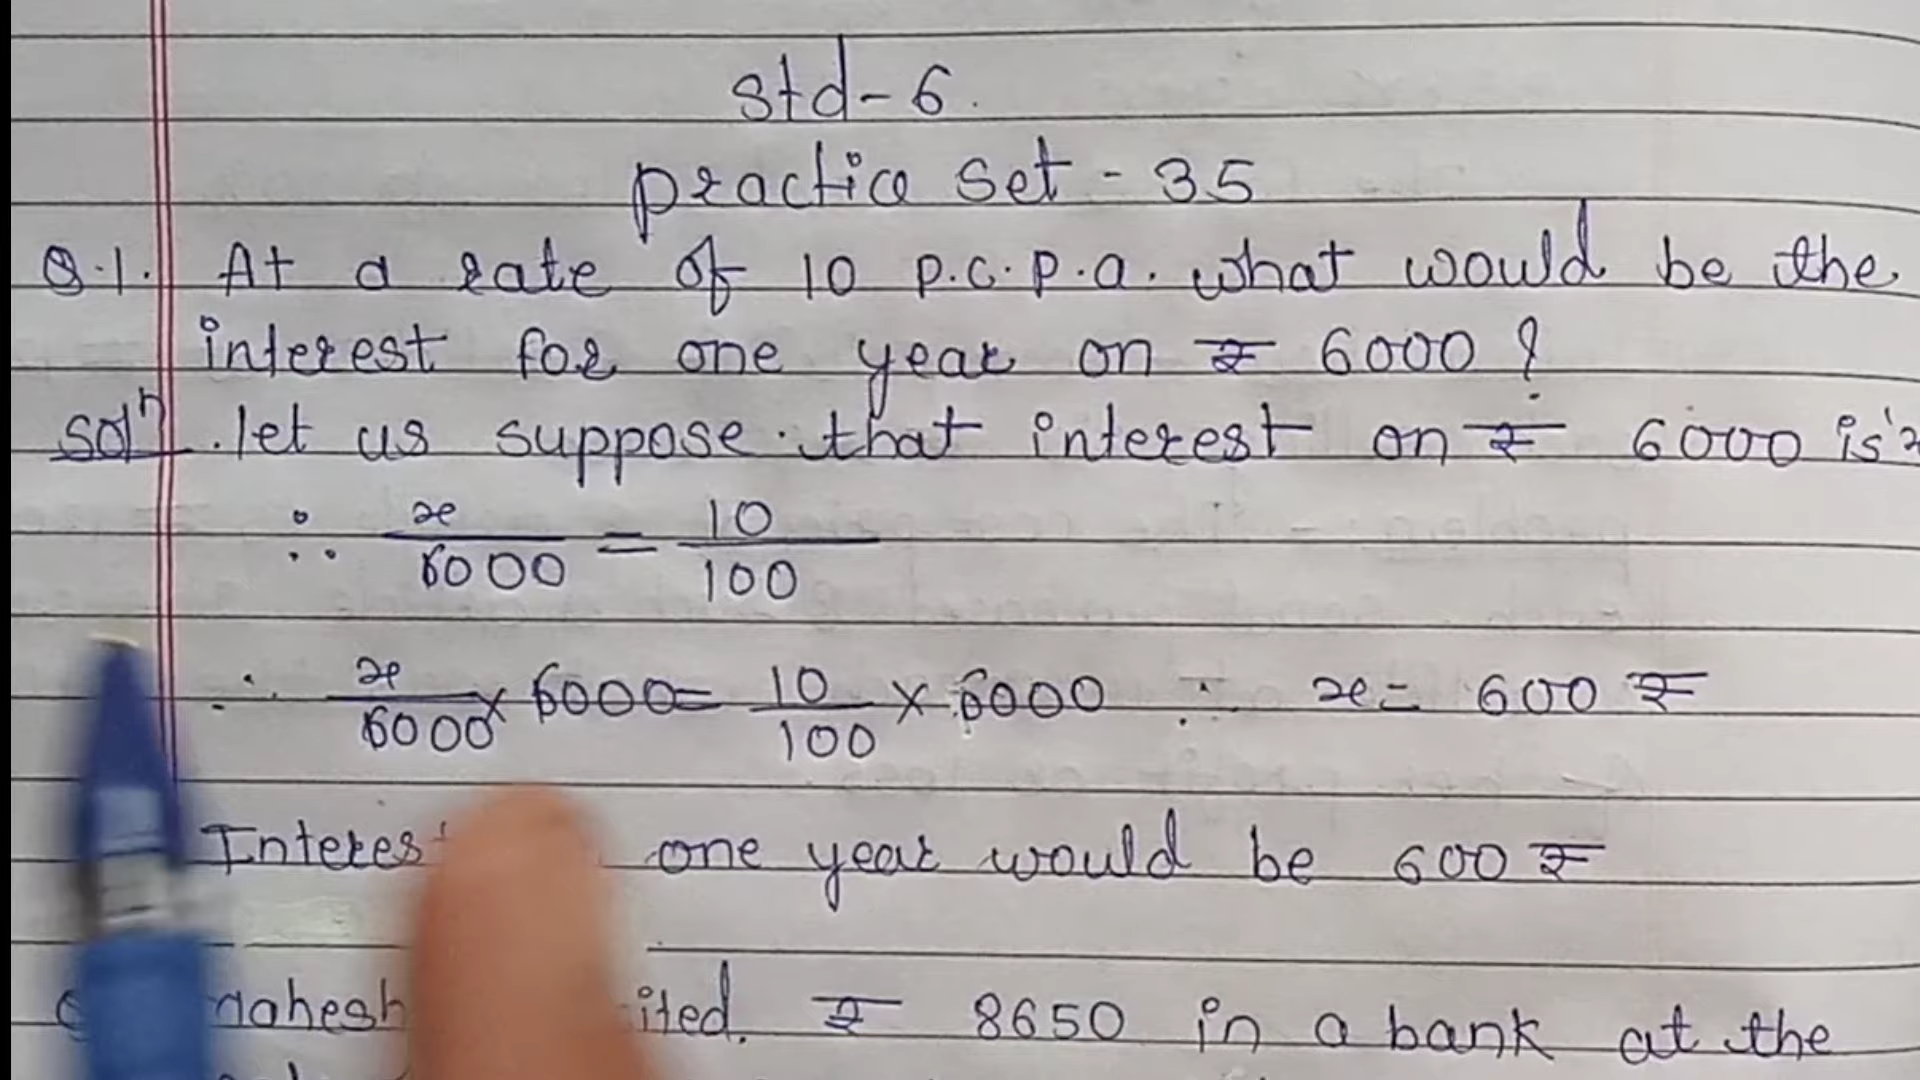 std-6.
practice set - 35
Q.1. At a rate of 10 p.c.p.a. what would be the
interest for one year on ₹ 6000?
Solⁿ let us suppose that interest on ₹ 6000 is 'x
∴ x/6000 = 10/100
∴ x/6000 × 6000 = 10/100 × 6000 ∴ x = 600 ₹
Interest one year would be 600 ₹
mahesh ited. ₹ 8650 in a bank at the